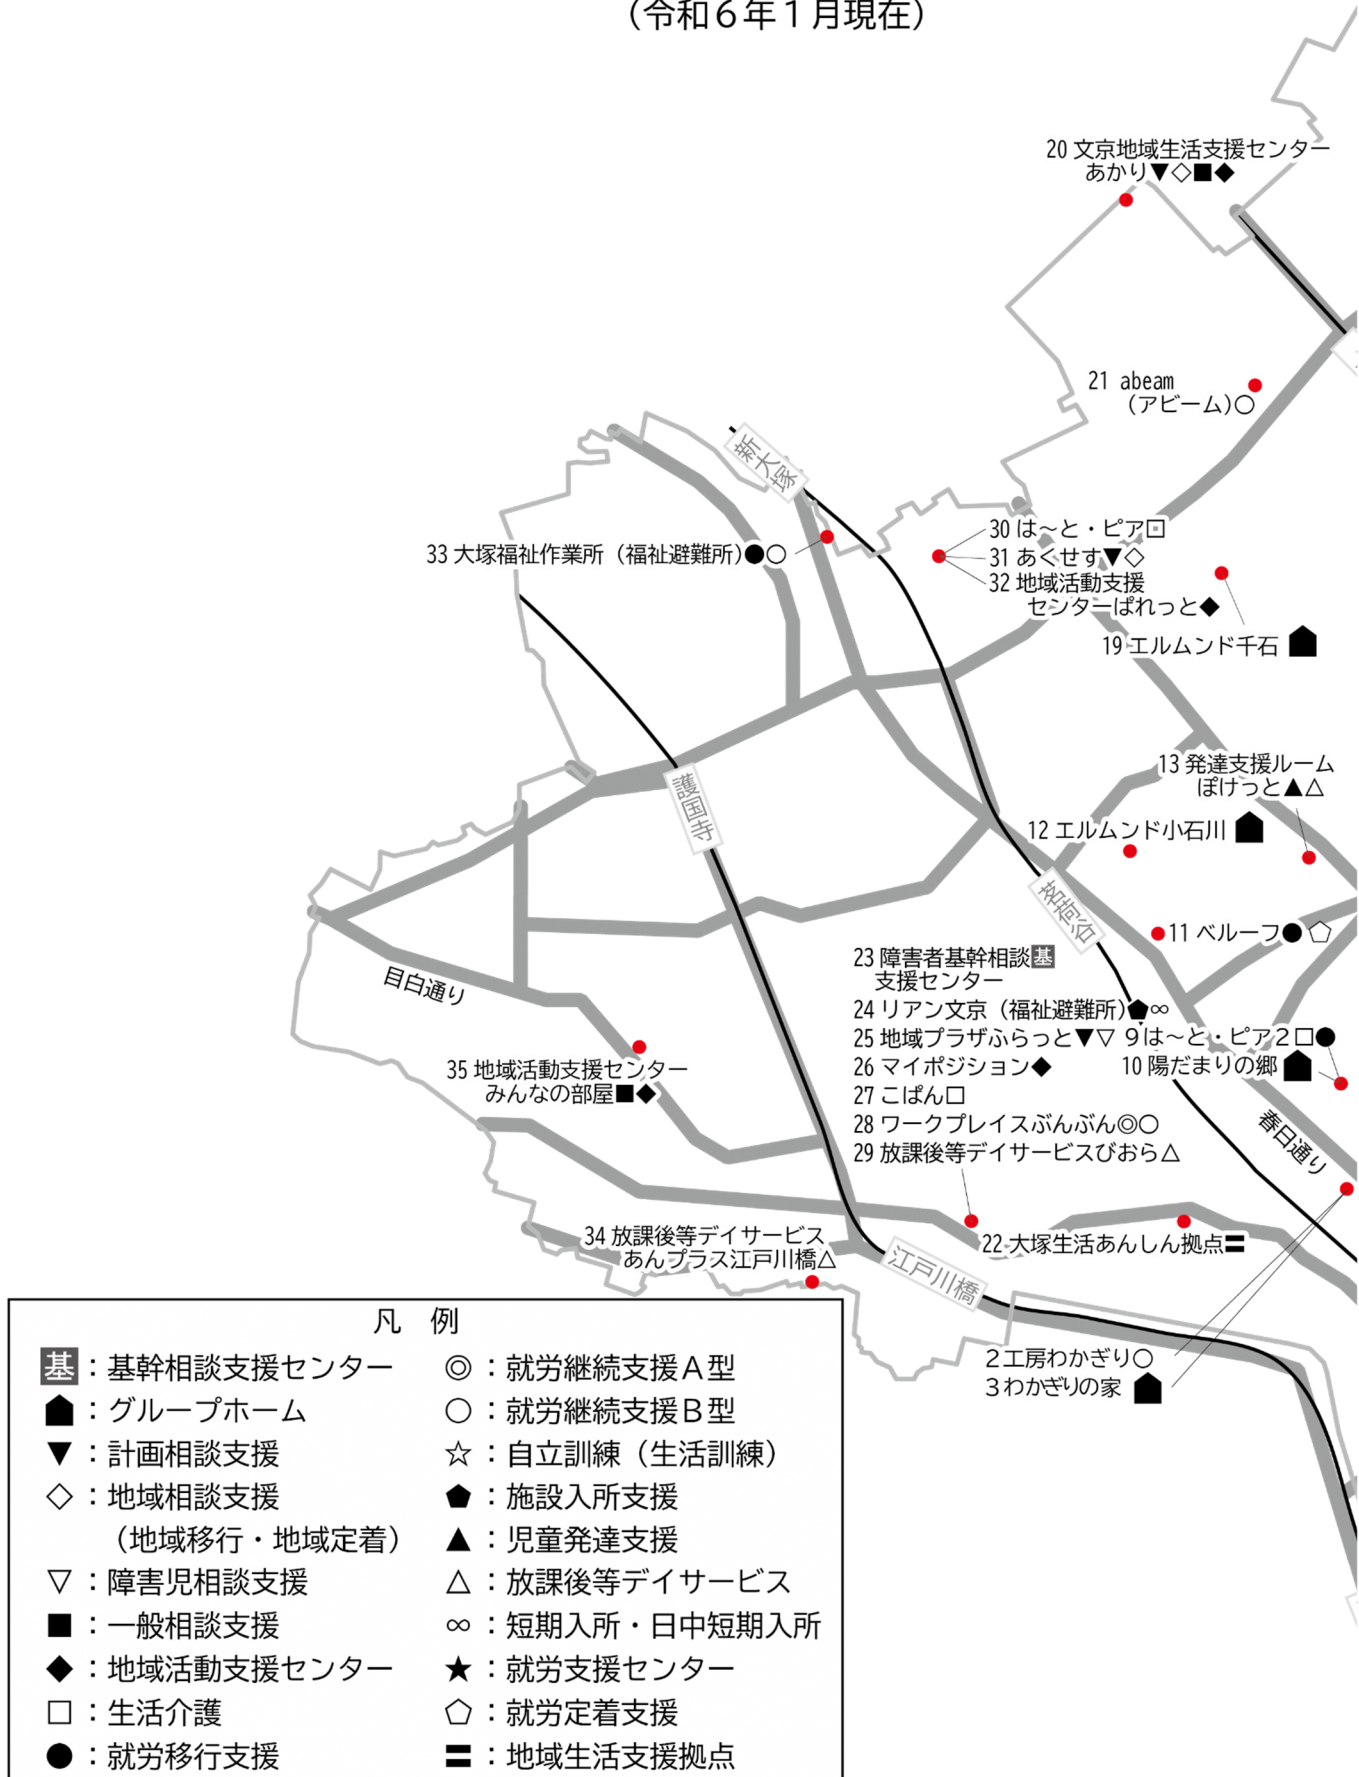 （令和６年１月現在）
20 文京地域生活支援センター
あかり▼◇■◆
21 abeam
（アビーム）○
新大塚
33 大塚福祉作業所（福祉避難所）●○
30 は～と・ピア□
31 あくせす▼◇
32 地域活動支援
センターぱれっと◆
19 エルムンド千石
護国寺
13 発達支援ルーム
ぽけっと▲△
12 エルムンド小石川
茗荷谷
11 ベルーフ●⬠
目白通り
23 障害者基幹相談基
支援センター
24 リアン文京（福祉避難所）⬟∞
25 地域プラザふらっと▼▽
26 マイポジション◆
27 こぱん□
28 ワークプレイスぶんぶん◎○
29 放課後等デイサービスびおら△
９は～と・ピア２□●
10 陽だまりの郷
35 地域活動支援センター
みんなの部屋■◆
春日通り
34 放課後等デイサービス
あんプラス江戸川橋△
22 大塚生活あんしん拠点〓
江戸川橋
２工房わかぎり○
３わかぎりの家
凡　例
基：基幹相談支援センター
：グループホーム
▼：計画相談支援
◇：地域相談支援
（地域移行・地域定着）
▽：障害児相談支援
■：一般相談支援
◆：地域活動支援センター
□：生活介護
●：就労移行支援
◎：就労継続支援Ａ型
○：就労継続支援Ｂ型
☆：自立訓練（生活訓練）
⬟：施設入所支援
▲：児童発達支援
△：放課後等デイサービス
∞：短期入所・日中短期入所
★：就労支援センター
⬠：就労定着支援
〓：地域生活支援拠点